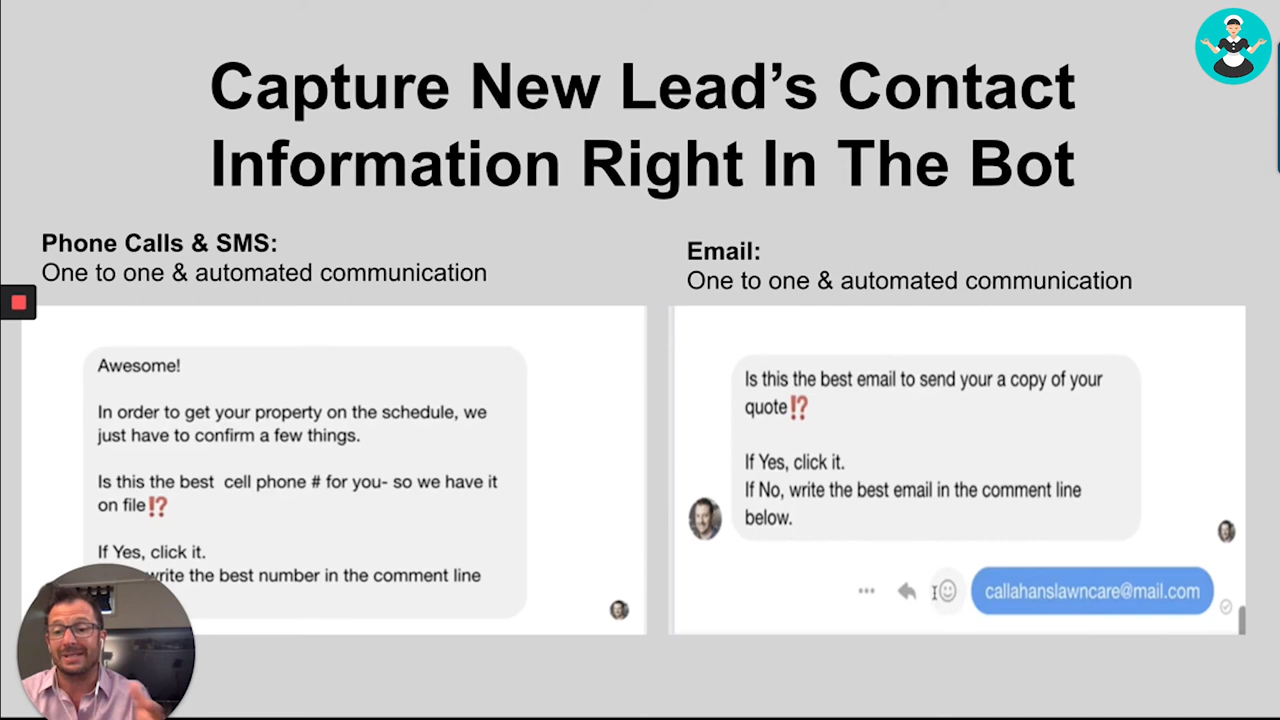 Capture New Lead’s Contact
Information Right In The Bot
Phone Calls & SMS:
One to one & automated communication
Awesome!
In order to get your property on the schedule, we
just have to confirm a few things.
Is this the best cell phone # for you- so we have it
on file⁉️
If Yes, click it.
write the best number in the comment line
Email:
One to one & automated communication
Is this the best email to send your a copy of your
quote⁉️
If Yes, click it.
If No, write the best email in the comment line
below.
callahanslawncare@mail.com